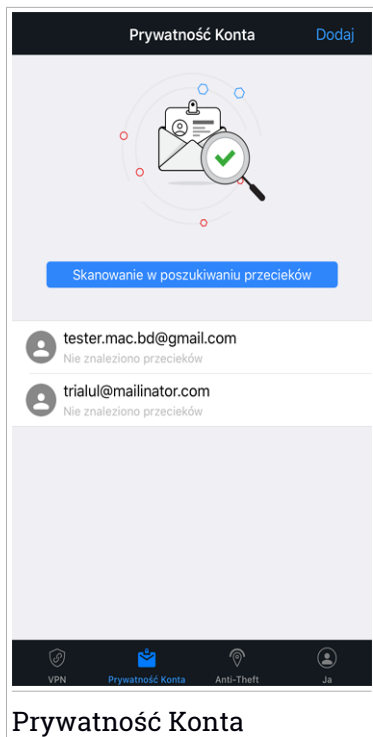 Prywatność Konta
Dodaj
Skanowanie w poszukiwaniu przecieków
tester.mac.bd@gmail.com
Nie znaleziono przecieków
trialul@mailinator.com
Nie znaleziono przecieków
VPN
Prywatność Konta
Anti-Theft
Ja
Prywatność Konta